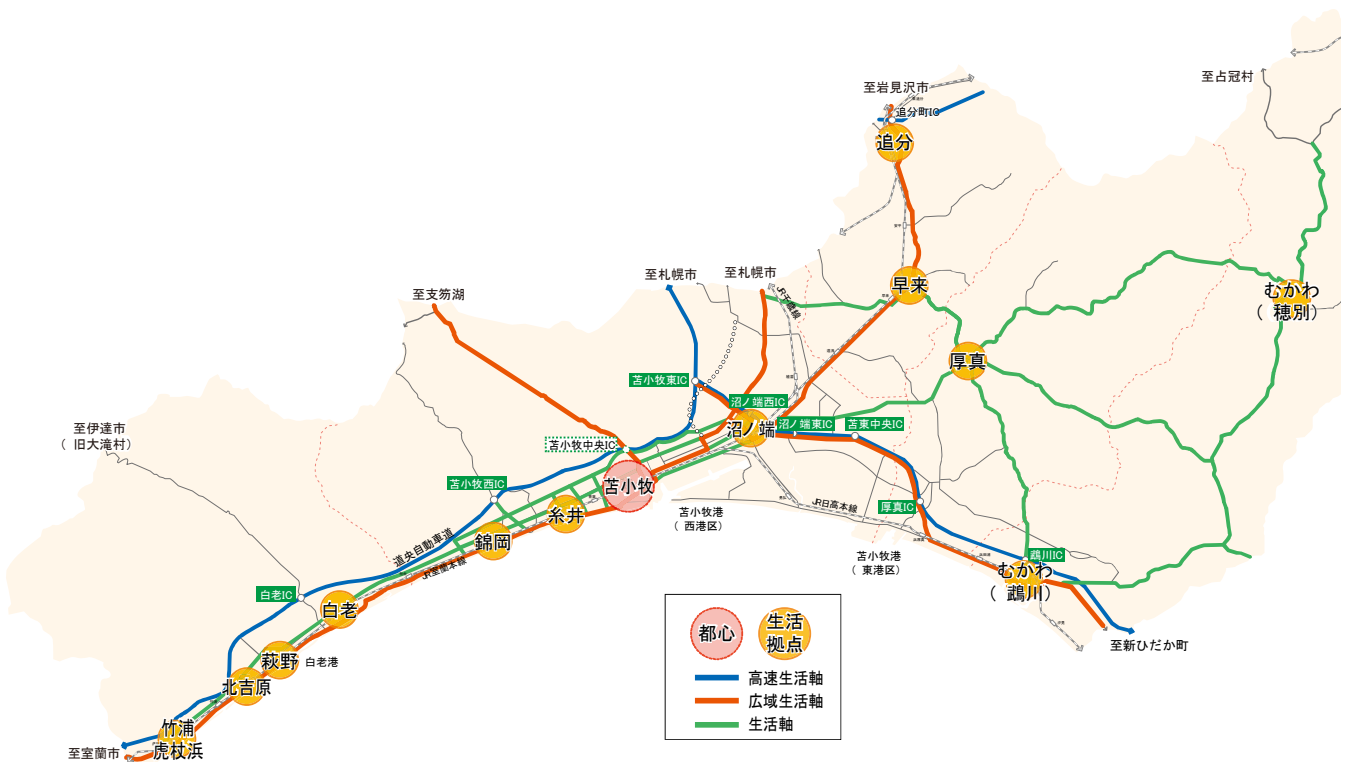 至占冠村
至岩見沢市
追分町IC
追分
至札幌市
至札幌市
早来
JR千歳線
むかわ
（ 穂別）
至支笏湖
厚真
苫小牧東IC
沼ノ端西IC
沼ノ端
沼ノ端東IC
苫東中央IC
至伊達市
（ 旧大滝村）
苫小牧中央IC
苫小牧西IC
苫小牧
糸井
苫小牧港
（ 西港区）
JR日高本線
厚真IC
錦岡
道央自動車道
JR室蘭本線
苫小牧港
（ 東港区）
鵡川IC
むかわ
（ 鵡川）
白老IC
白老
至新ひだか町
萩野
白老港
北吉原
竹浦
虎杖浜
至室蘭市
都心
生活
拠点
高速生活軸
広域生活軸
生活軸